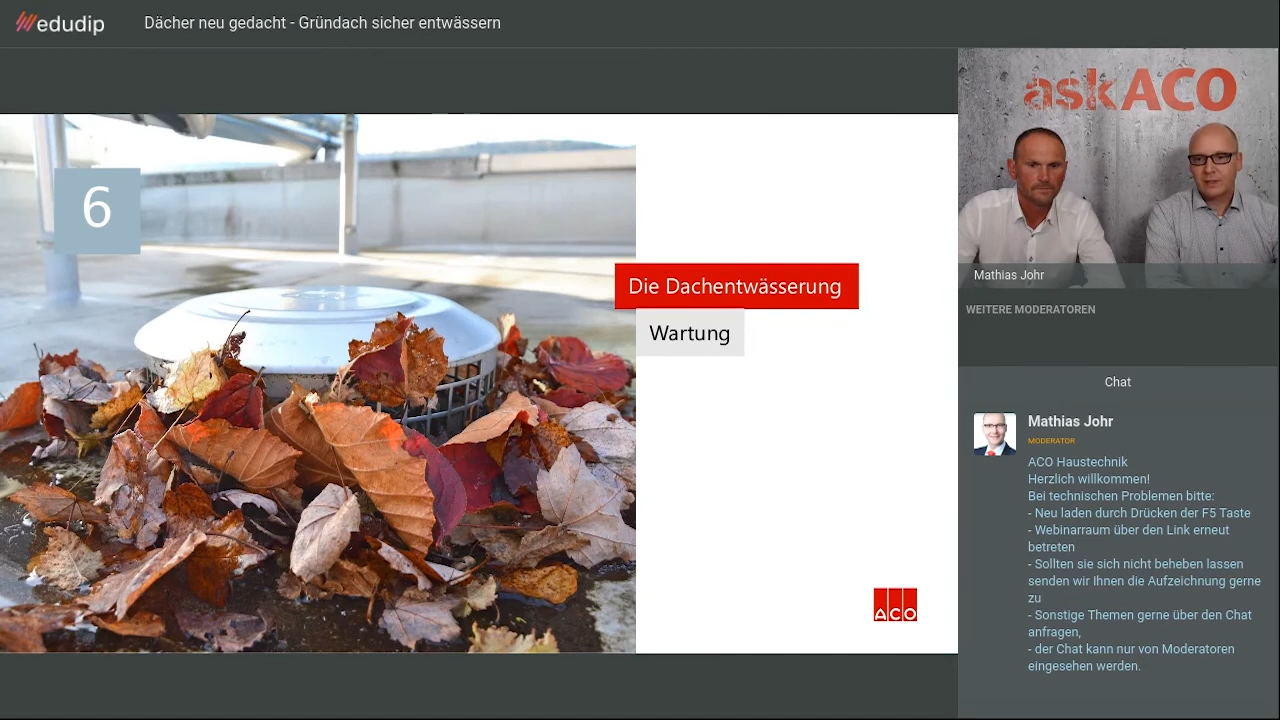 edudip
Dächer neu gedacht - Gründach sicher entwässern
6
Die Dachentwässerung
Wartung
ACO
askACO
Mathias Johr
WEITERE MODERATOREN
Chat
Mathias Johr
MODERATOR
ACO Haustechnik
Herzlich willkommen!
Bei technischen Problemen bitte:
- Neu laden durch Drücken der F5 Taste
- Webinarraum über den Link erneut
betreten
- Sollten sie sich nicht beheben lassen
senden wir Ihnen die Aufzeichnung gerne
zu
- Sonstige Themen gerne über den Chat
anfragen,
- der Chat kann nur von Moderatoren
eingesehen werden.